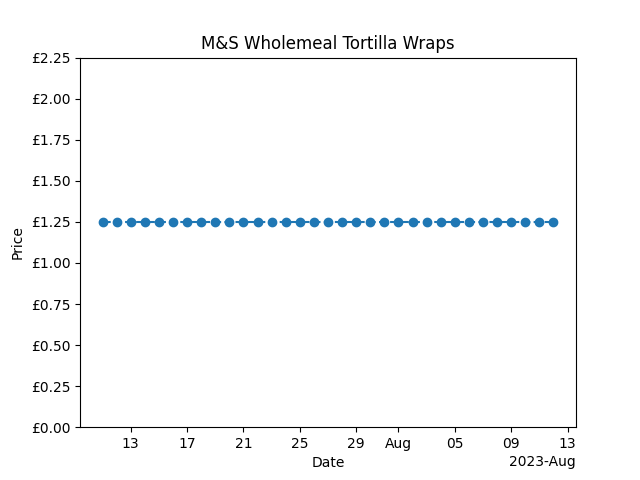 M&S Wholemeal Tortilla Wraps
£2.25
£2.00
£1.75
£1.50
£1.25
£1.00
£0.75
£0.50
£0.25
£0.00
Price
13 17 21 25 29 Aug 05 09 13
Date
2023-Aug